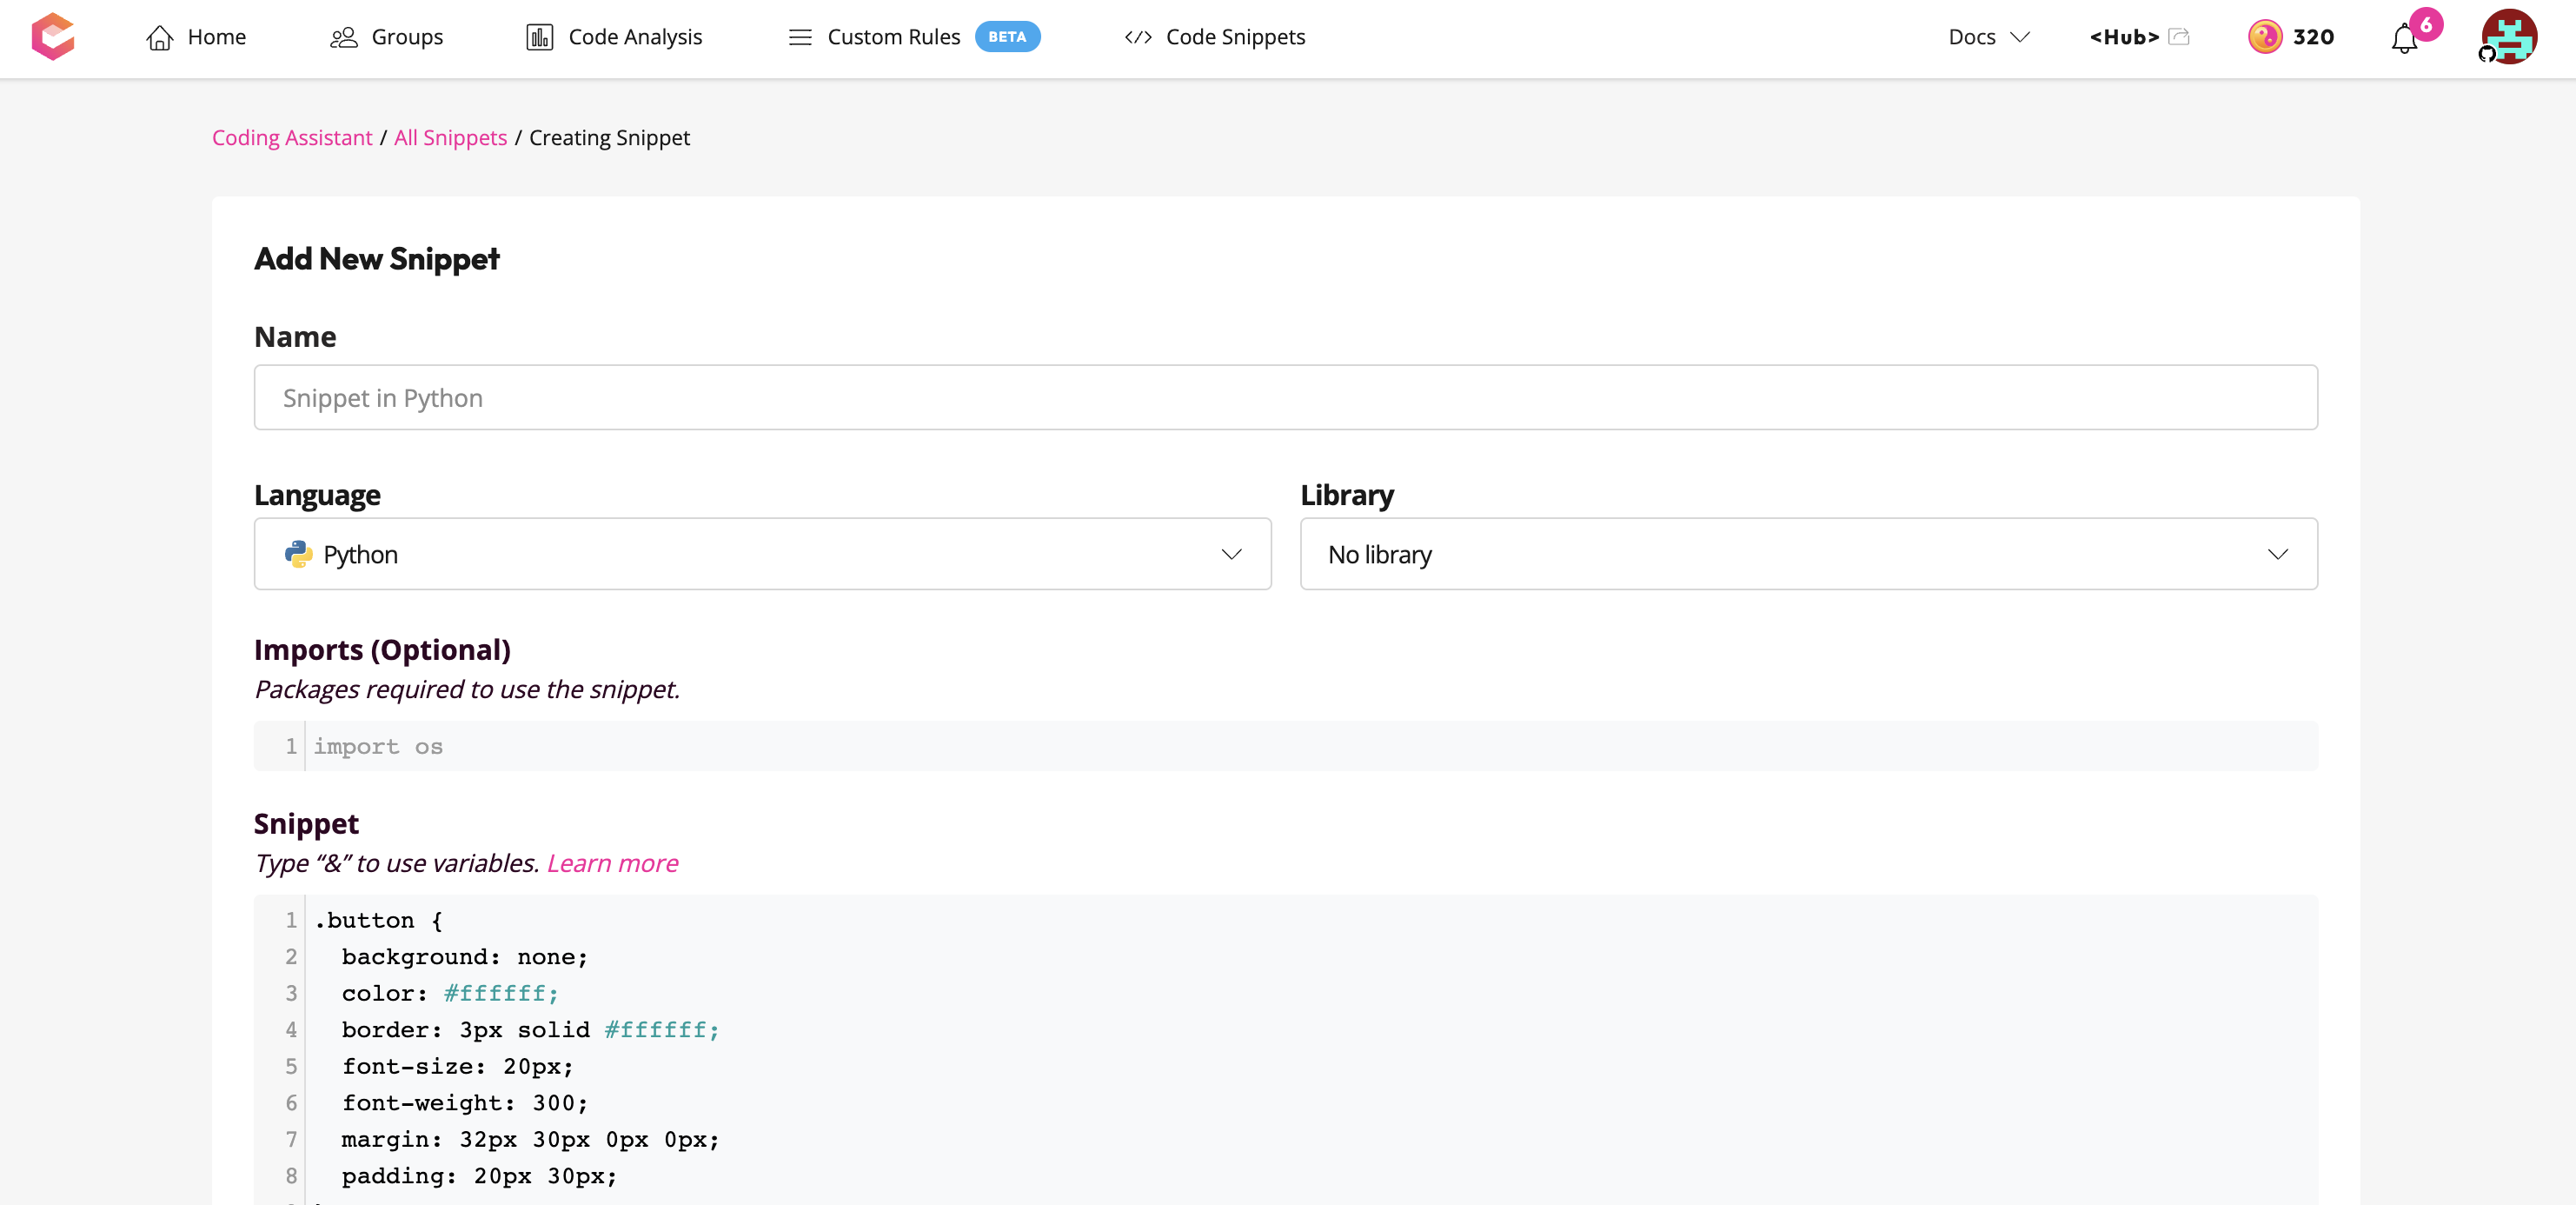 Home Groups Code Analysis Custom Rules BETA Code Snippets Docs <Hub> 320 6
Coding Assistant / All Snippets / Creating Snippet
Add New Snippet
Name
Snippet in Python
Language Library
Python No library
Imports (Optional)
Packages required to use the snippet.
1 import os
Snippet
Type “&” to use variables. Learn more
1 .button {
2 background: none;
3 color: #ffffff;
4 border: 3px solid #ffffff;
5 font-size: 20px;
6 font-weight: 300;
7 margin: 32px 30px 0px 0px;
8 padding: 20px 30px;